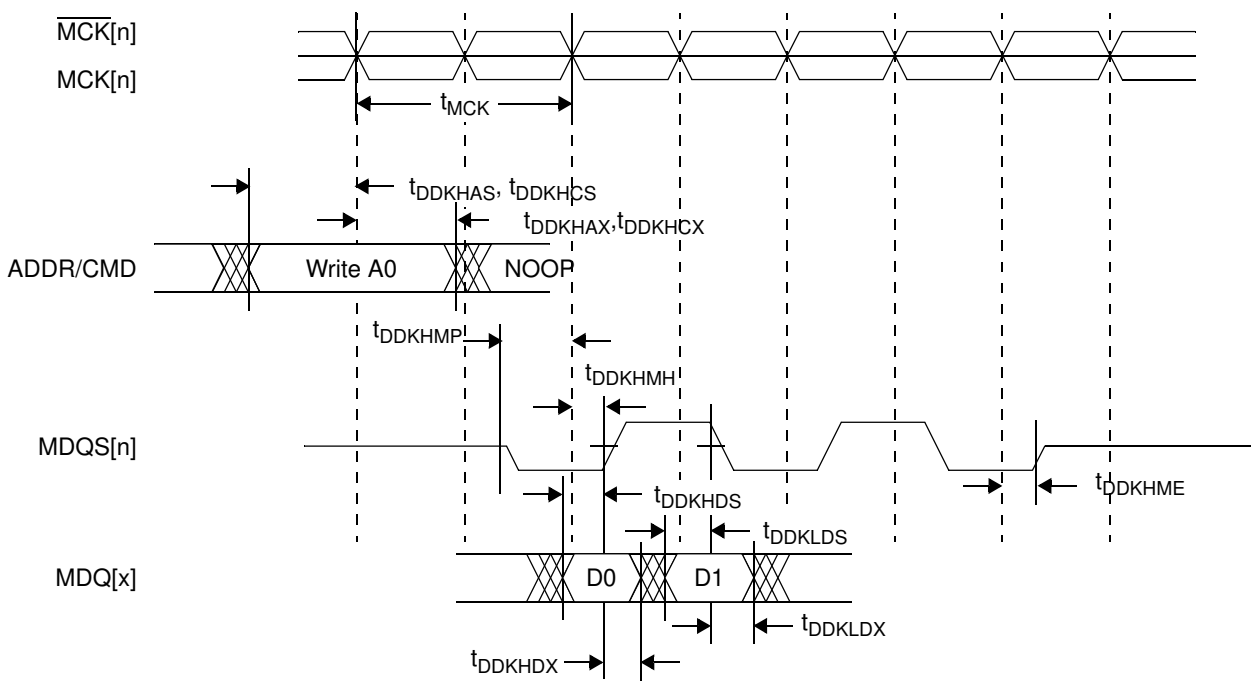 MCK[n]
MCK[n]
tMCK
tDDKHAS, tDDKHCS
tDDKHAX,tDDKHCX
ADDR/CMD
Write A0
NOOP
tDDKHMP
tDDKHMH
MDQS[n]
tDDKHME
tDDKHDS
tDDKLDS
MDQ[x]
D0
D1
tDDKLDX
tDDKHDX